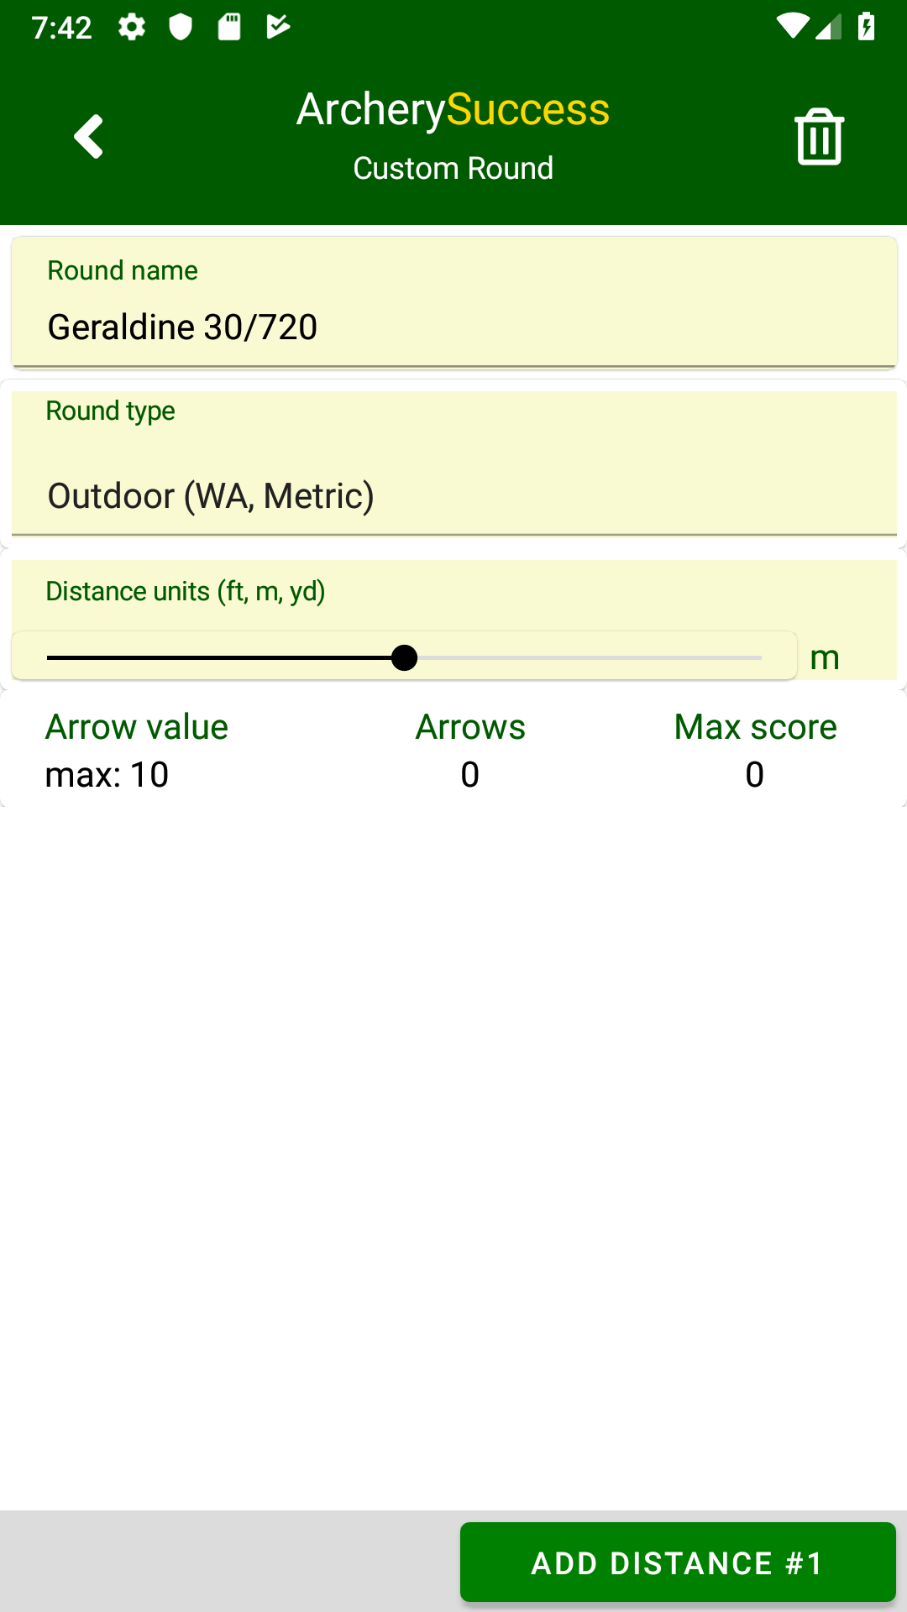 7:42
ArcherySuccess
Custom Round
Round name
Geraldine 30/720
Round type
Outdoor (WA, Metric)
Distance units (ft, m, yd)
m
Arrow value Arrows Max score
max: 10 0 0
ADD DISTANCE #1